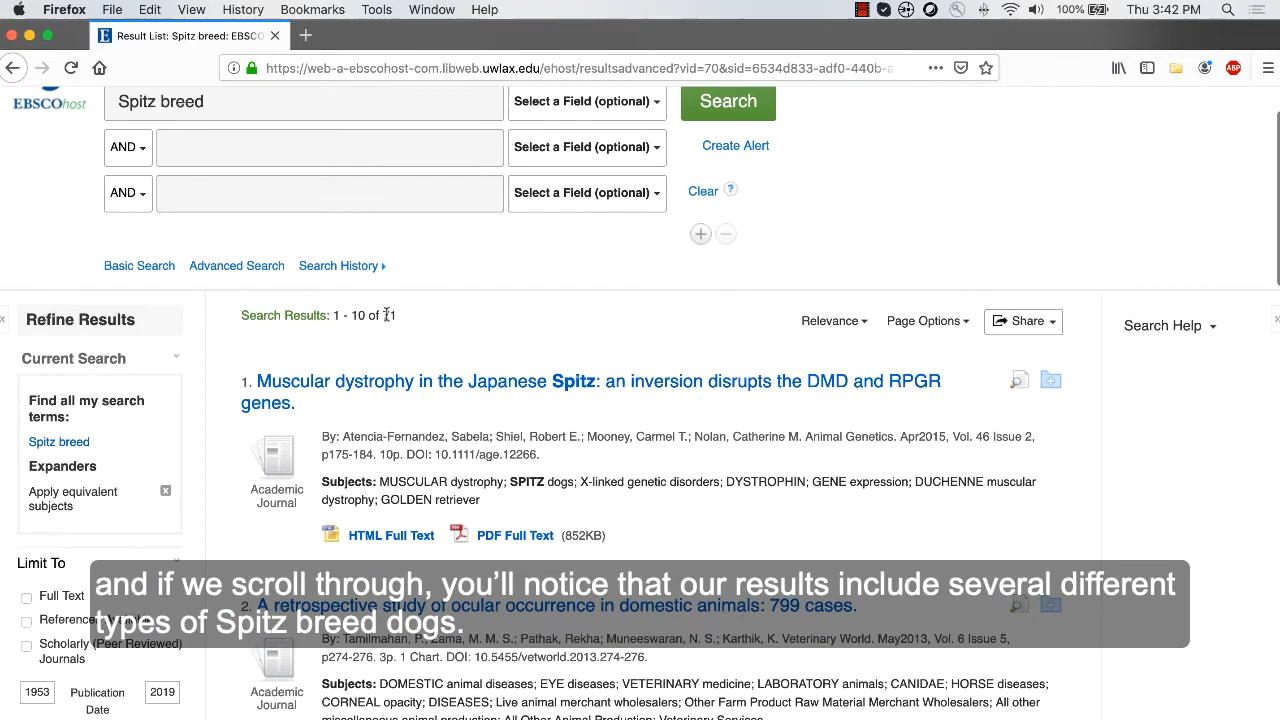 Firefox File Edit View History Bookmarks Tools Window Help 100% Thu 3:42 PM
Result List: Spitz breed: EBSCO
https://web-a-ebscohost-com.libweb.uwlax.edu/ehost/resultsadvanced?vid=70&sid=6534d833-adf0-440b-a
ABP
EBSCOhost
Spitz breed Select a Field (optional) Search
AND Select a Field (optional) Create Alert
AND Select a Field (optional) Clear ?
Basic Search Advanced Search Search History
Refine Results
Current Search
Find all my search
terms:
Spitz breed
Expanders
Apply equivalent
subjects
Limit To
Full Text
Scholarly (Peer Reviewed)
Journals
1953 Publication Date 2019
Search Results: 1 - 10 of
Relevance Page Options Share
Search Help
1. Muscular dystrophy in the Japanese Spitz: an inversion disrupts the DMD and RPGR
genes.
By: Atencia-Fernandez, Sabela; Shiel, Robert E.; Mooney, Carmel T.; Nolan, Catherine M. Animal Genetics. Apr2015, Vol. 46 Issue 2,
p175-184. 10p. DOI: 10.1111/age.12266.
Academic
Journal
Subjects: MUSCULAR dystrophy; SPITZ dogs; X-linked genetic disorders; DYSTROPHIN; GENE expression; DUCHENNE muscular
dystrophy; GOLDEN retriever
HTML Full Text PDF Full Text (852KB)
2. A retrospective study of ocular occurrence in domestic animals: 799 cases.
By: Tamilmahan, P.; Zama, M. M. S.; Pathak, Rekha; Muneeswaran, N. S.; Karthik, K. Veterinary World. May2013, Vol. 6 Issue 5,
p274-276. 3p. 1 Chart. DOI: 10.5455/vetworld.2013.274-276.
Academic
Journal
Subjects: DOMESTIC animal diseases; EYE diseases; VETERINARY medicine; LABORATORY animals; CANIDAE; HORSE diseases;
CORNEAL opacity; DISEASES; Live animal merchant wholesalers; Other Farm Product Raw Material Merchant Wholesalers; All other
miscellaneous animal production; All Other Animal Production; Veterinary Services
and if we scroll through, you'll notice that our results include several different
types of Spitz breed dogs.